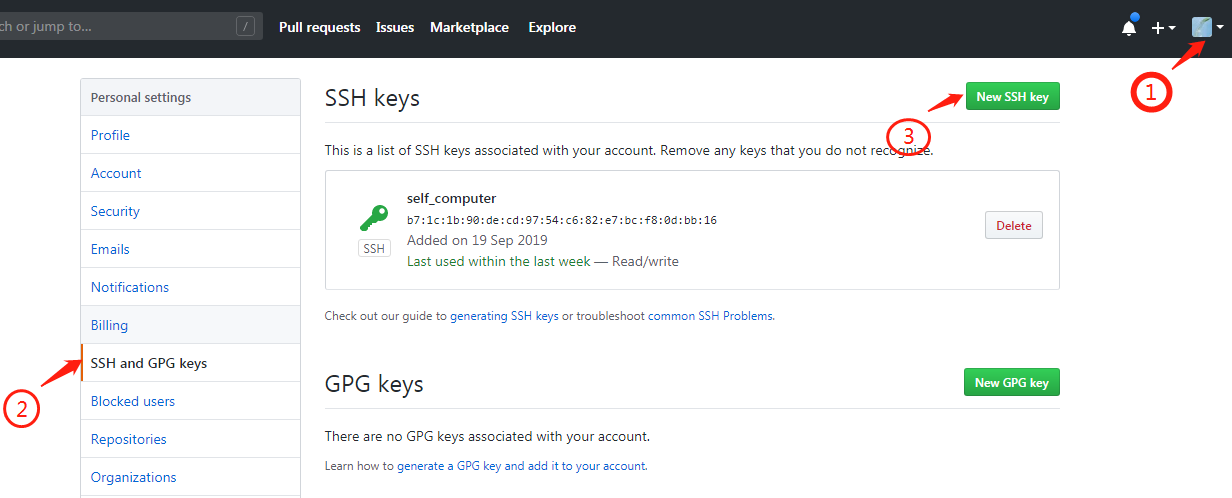 ch or jump to... / Pull requests Issues Marketplace Explore
1
Personal settings
Profile
Account
Security
Emails
Notifications
Billing
SSH and GPG keys
Blocked users
Repositories
Organizations
2
SSH keys
New SSH key
3
This is a list of SSH keys associated with your account. Remove any keys that you do not recognize.
self_computer
b7:1c:1b:90:de:cd:97:54:c6:82:e7:bc:f8:0d:bb:16
Added on 19 Sep 2019
Last used within the last week — Read/write
SSH
Delete
Check out our guide to generating SSH keys or troubleshoot common SSH Problems.
GPG keys
New GPG key
There are no GPG keys associated with your account.
Learn how to generate a GPG key and add it to your account.